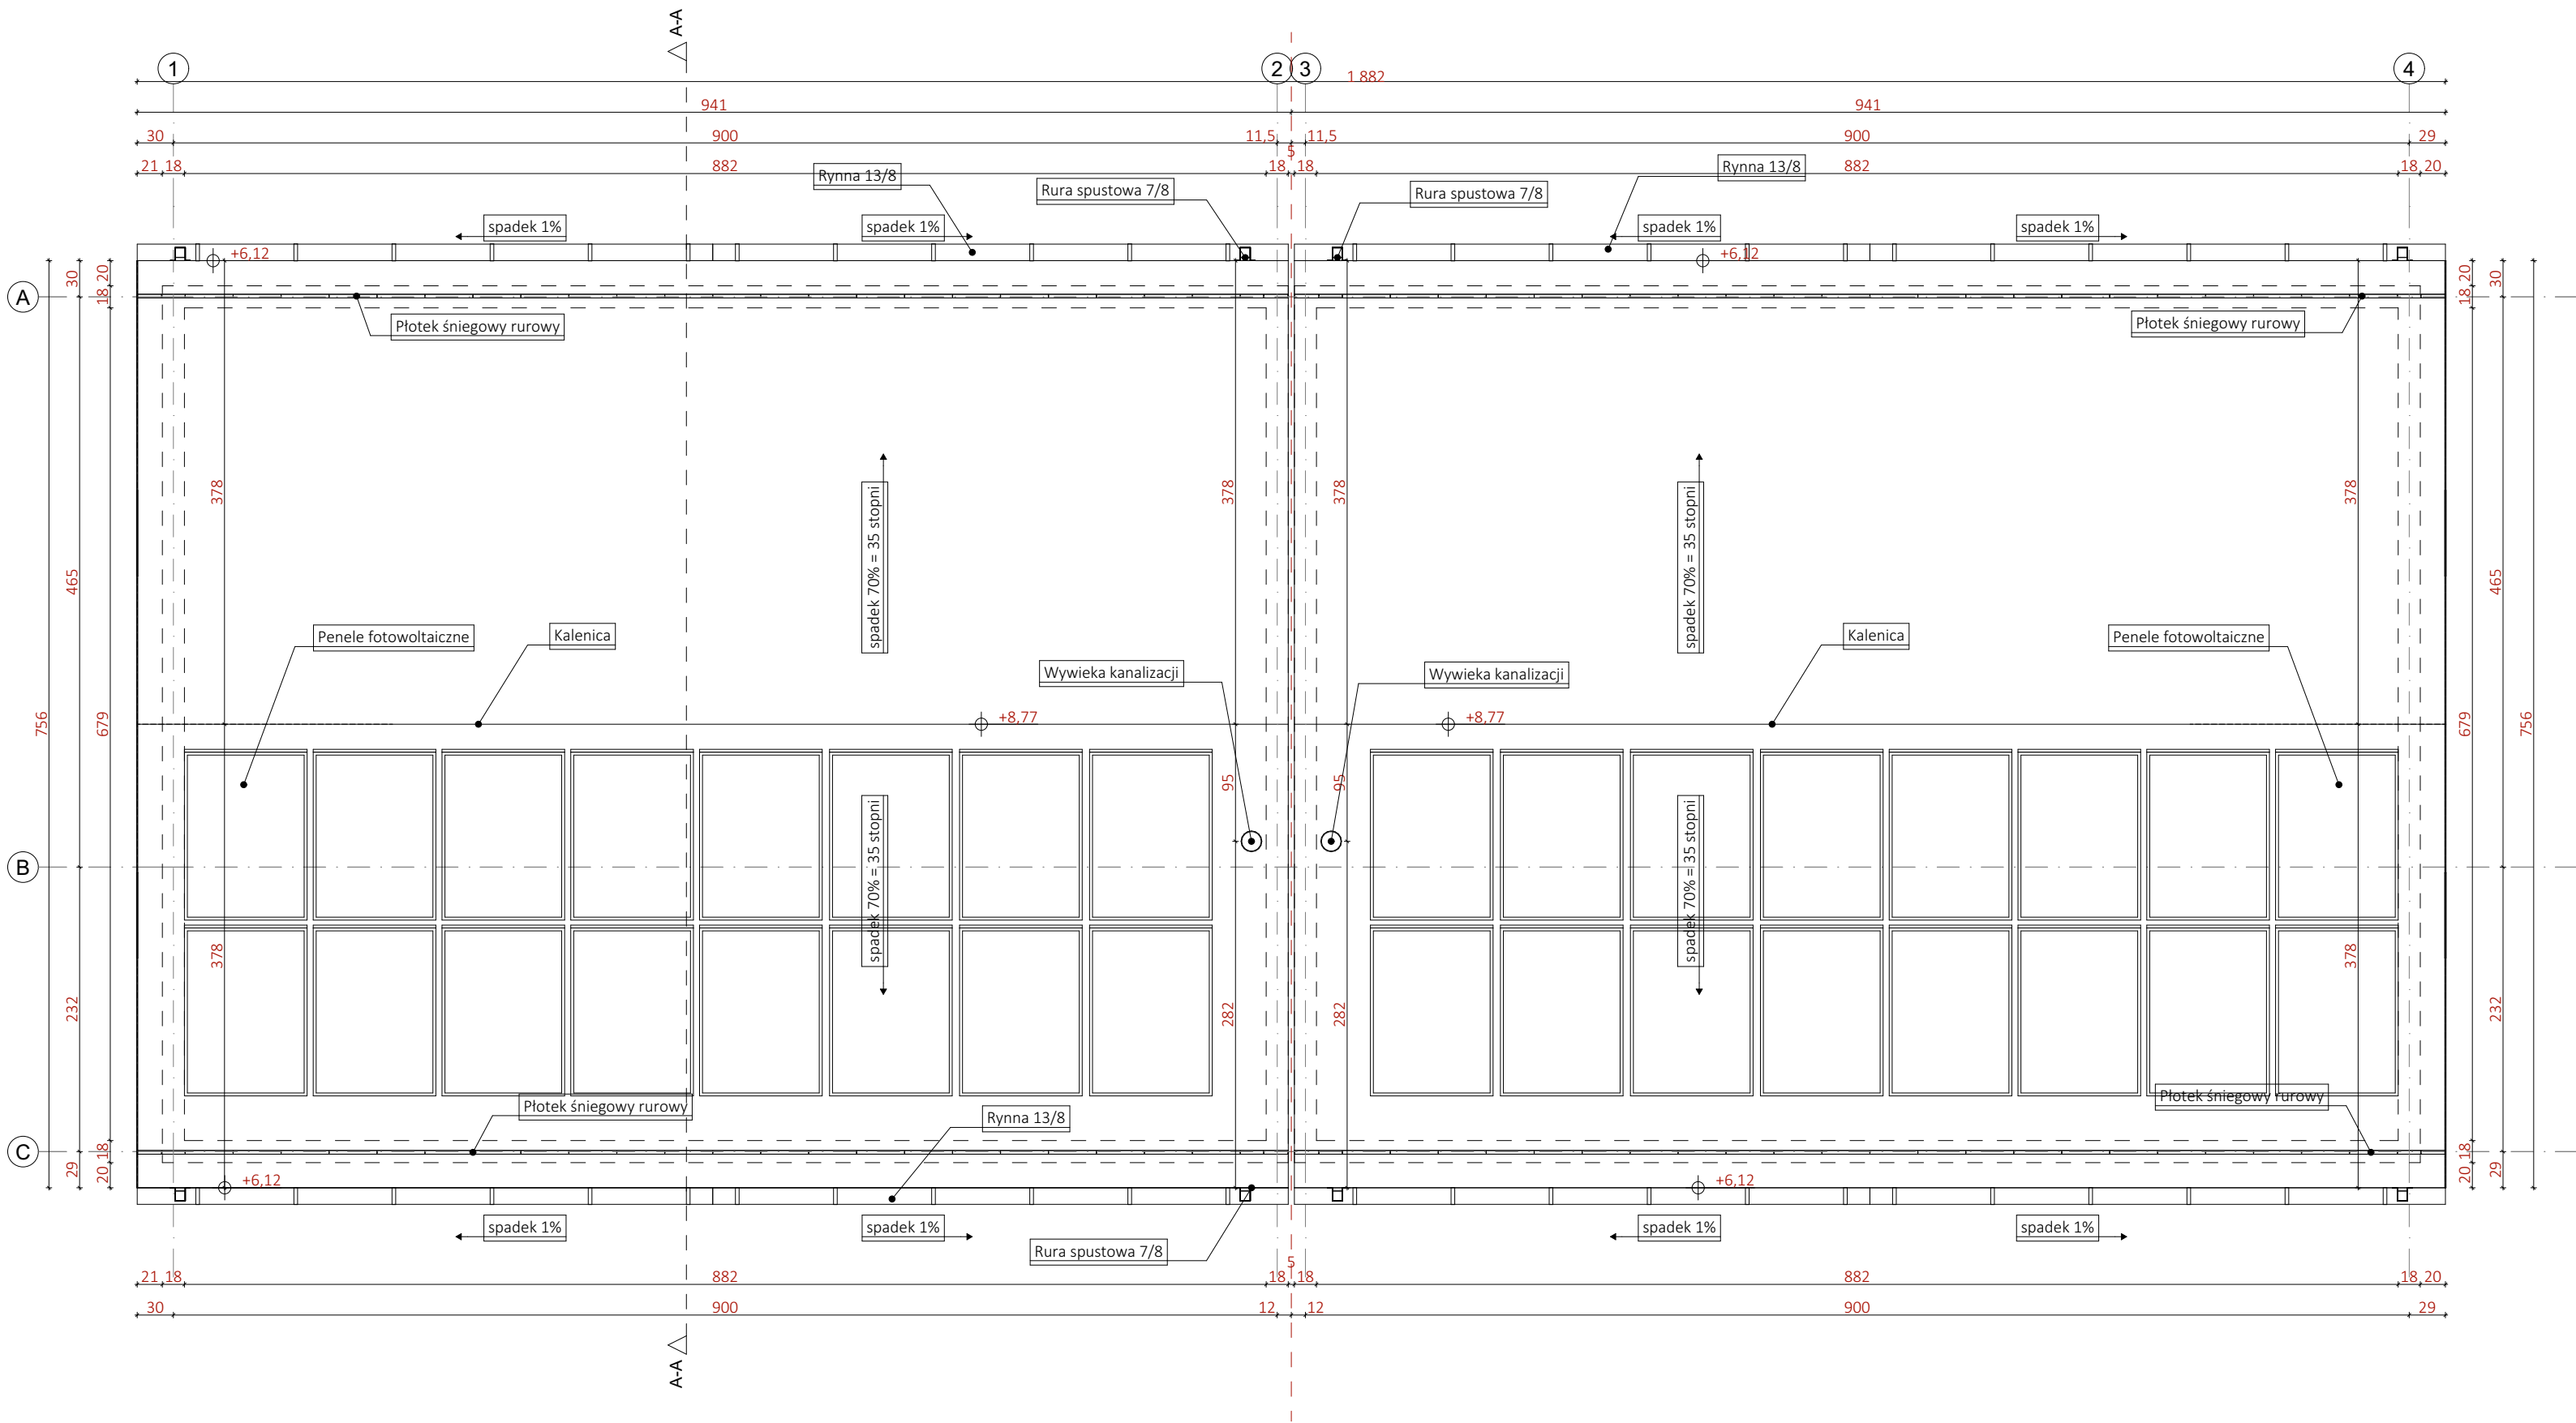 A-A
1 2 3 4
1 882
941 941
30 900 11,5 11,5 900 29
5
21 18 882 18 18 882 18 20
Rynna 13/8
Rynna 13/8
Rura spustowa 7/8
Rura spustowa 7/8
spadek 1%
spadek 1%
spadek 1%
spadek 1%
+6,12
+6,12
A
30
20
18
20
18
30
Płotek śniegowy rurowy
Płotek śniegowy rurowy
378
378
378
378
spadek 70% = 35 stopni
spadek 70% = 35 stopni
465
465
Penele fotowoltaiczne
Kalenica
Kalenica
Penele fotowoltaiczne
Wywieka kanalizacji
Wywieka kanalizacji
756
679
+8,77
+8,77
679
756
95
95
B
spadek 70% = 35 stopni
spadek 70% = 35 stopni
378
378
232
282
282
232
Płotek śniegowy rurowy
Rynna 13/8
Płotek śniegowy rurowy
C
29
18
20
18
20
29
+6,12
+6,12
spadek 1%
spadek 1%
spadek 1%
spadek 1%
Rura spustowa 7/8
5
21 18 882 18 18 882 18 20
30 900 12 12 900 29
A-A